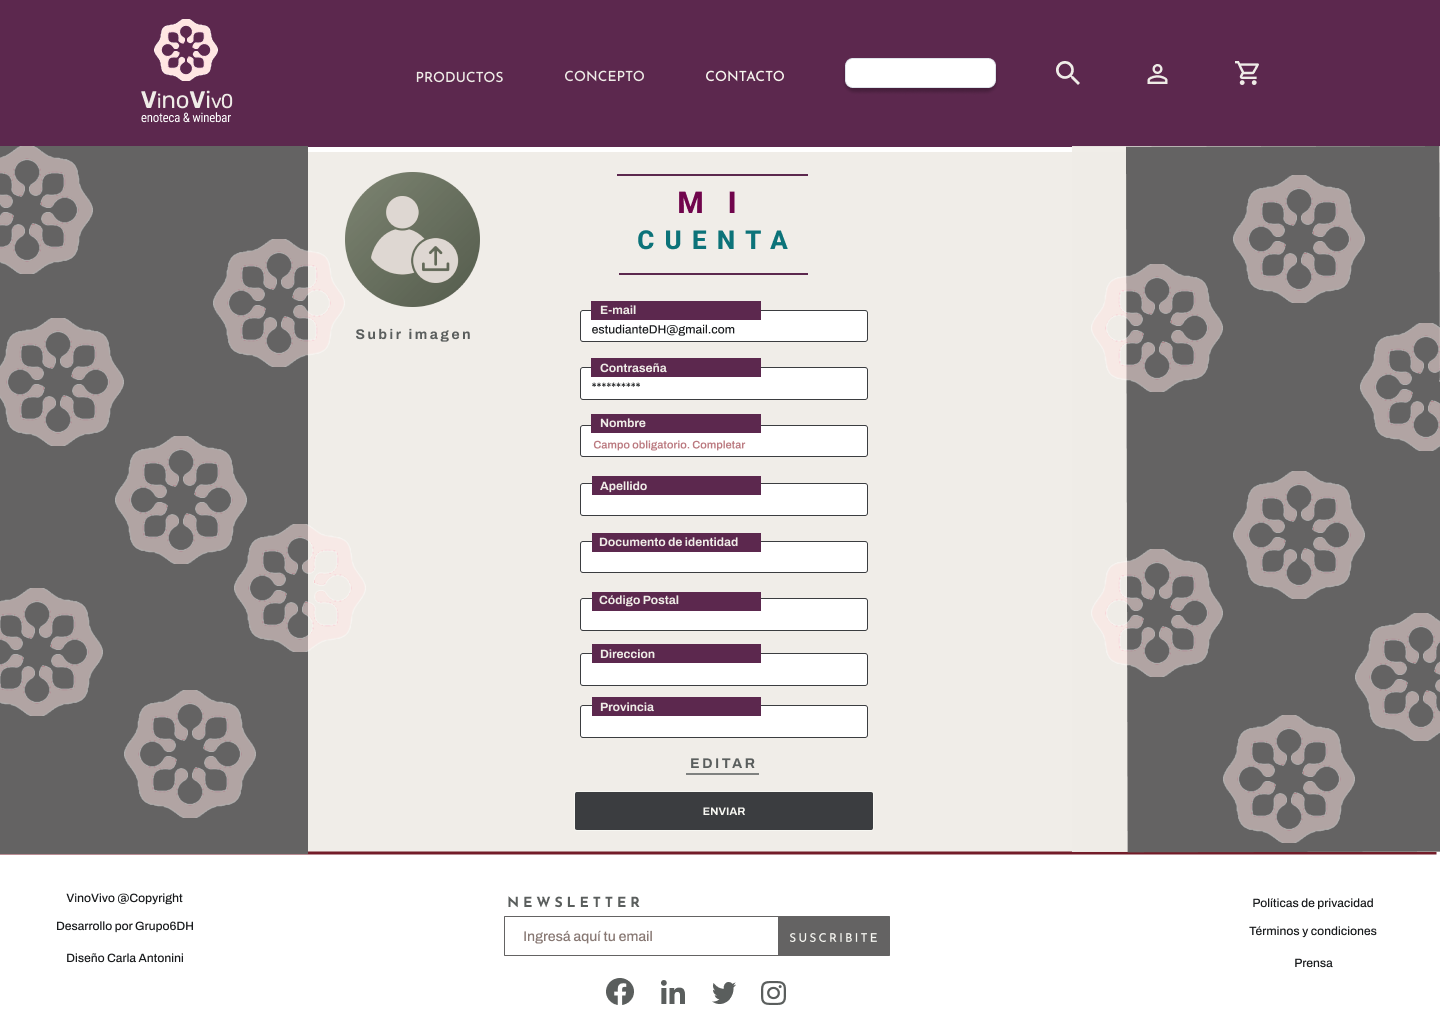 VinoViv0
enoteca & winebar
PRODUCTOS
CONCEPTO
CONTACTO
MI
CUENTA
Subir imagen
E-mail
estudianteDH@gmail.com
Contraseña
**********
Nombre
Campo obligatorio. Completar
Apellido
Documento de identidad
Código Postal
Direccion
Provincia
EDITAR
ENVIAR
VinoVivo @Copyright
Desarrollo por Grupo6DH
Diseño Carla Antonini
NEWSLETTER
Ingresá aquí tu email
SUSCRIBITE
Políticas de privacidad
Términos y condiciones
Prensa